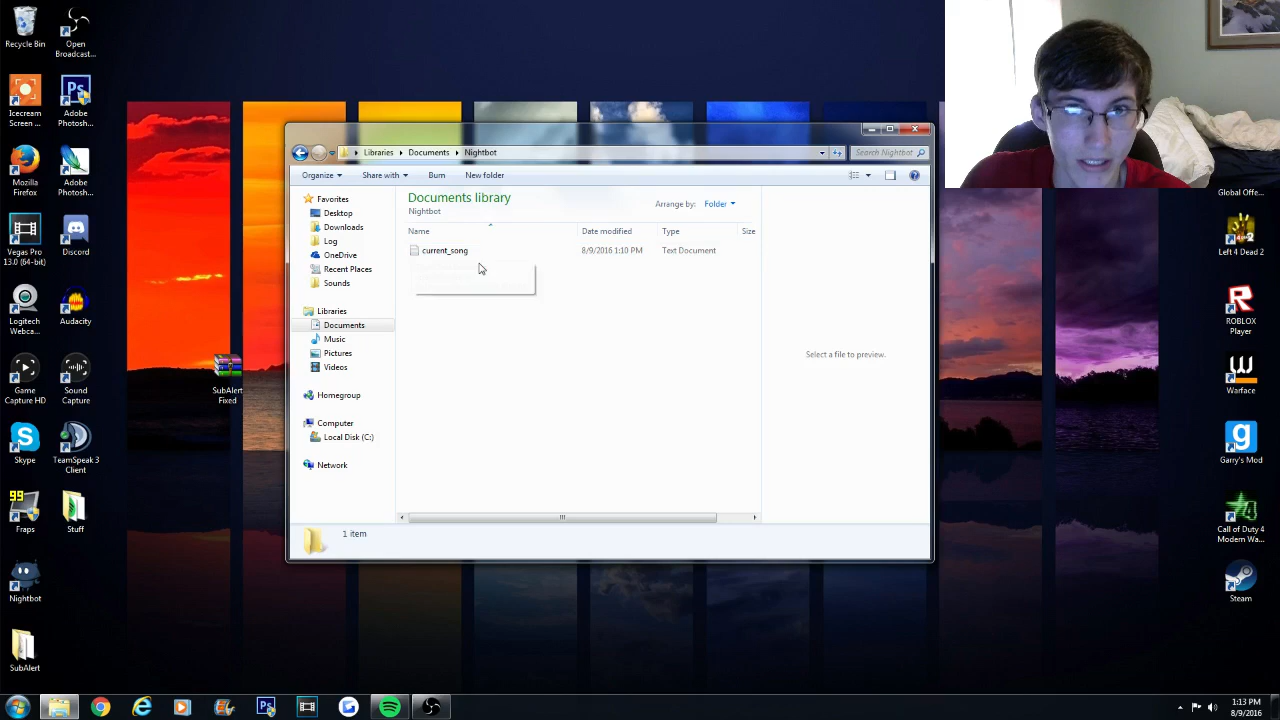 Recycle Bin
Open
Broadcast...
Icecream
Screen ...
Adobe
Photosh...
Mozilla
Firefox
Adobe
Photosh...
Vegas Pro
13.0 (64-bit)
Discord
Logitech
Webca...
Audacity
Game
Capture HD
Sound
Capture
Skype
TeamSpeak 3
Client
99
Fraps
Stuff
Nightbot
SubAlert
SubAlert
Fixed
Libraries
Documents
Nightbot
Search Nightbot
Organize
Share with
Burn
New folder
Favorites
Desktop
Downloads
Log
OneDrive
Recent Places
Sounds
Libraries
Documents
Music
Pictures
Videos
Homegroup
Computer
Local Disk (C:)
Network
Documents library
Nightbot
Arrange by: Folder
Name
Date modified
Type
Size
current_song
8/9/2016 1:10 PM
Text Document
Select a file to preview.
1 item
Global Offe...
Left 4 Dead 2
ROBLOX
Player
Warface
Garry's Mod
4
Call of Duty 4
Modern Wa...
Steam
1:13 PM
8/9/2016